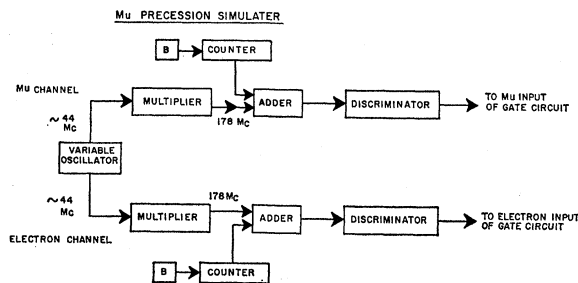 Mu PRECESSION SIMULATER
B
COUNTER
Mu CHANNEL
MULTIPLIER
178 Mc
ADDER
DISCRIMINATOR
TO Mu INPUT
OF GATE CIRCUIT
~ 44
Mc
VARIABLE
OSCILLATOR
~ 44
Mc
ELECTRON CHANNEL
MULTIPLIER
178 Mc
ADDER
DISCRIMINATOR
TO ELECTRON INPUT
OF GATE CIRCUIT
B
COUNTER